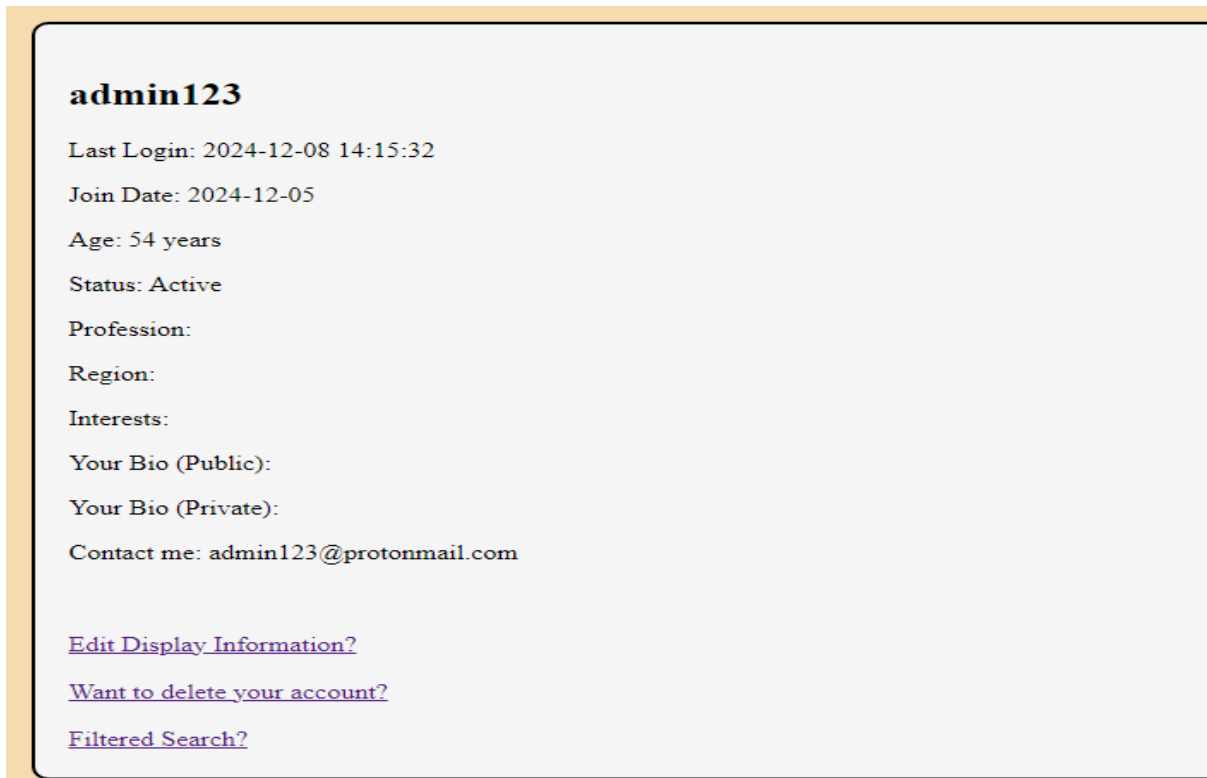 admin123
Last Login: 2024-12-08 14:15:32
Join Date: 2024-12-05
Age: 54 years
Status: Active
Profession:
Region:
Interests:
Your Bio (Public):
Your Bio (Private):
Contact me: admin123@protonmail.com
Edit Display Information?
Want to delete your account?
Filtered Search?